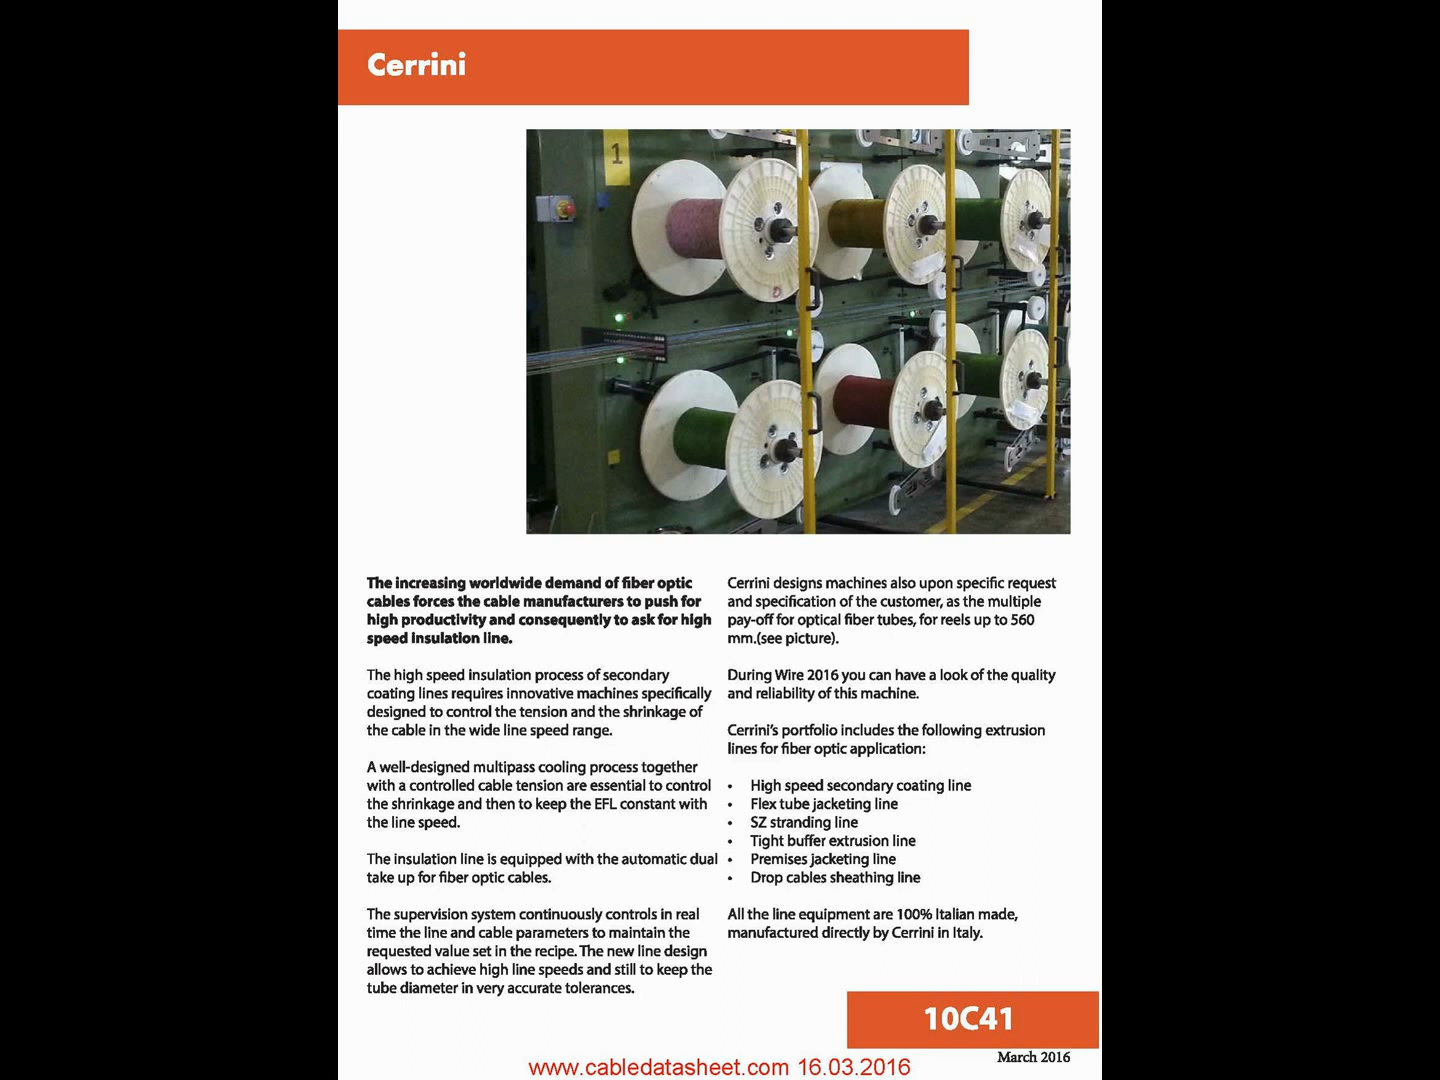 Cerrini
1
The increasing worldwide demand of fiber optic
cables forces the cable manufacturers to push for
high productivity and consequently to ask for high
speed insulation line.
The high speed insulation process of secondary
coating lines requires innovative machines specifically
designed to control the tension and the shrinkage of
the cable in the wide line speed range.
A well-designed multipass cooling process together
with a controlled cable tension are essential to control
the shrinkage and then to keep the EFL constant with
the line speed.
The insulation line is equipped with the automatic dual
take up for fiber optic cables.
The supervision system continuously controls in real
time the line and cable parameters to maintain the
requested value set in the recipe. The new line design
allows to achieve high line speeds and still to keep the
tube diameter in very accurate tolerances.
Cerrini designs machines also upon specific request
and specification of the customer, as the multiple
pay-off for optical fiber tubes, for reels up to 560
mm.(see picture).
During Wire 2016 you can have a look of the quality
and reliability of this machine.
Cerrini's portfolio includes the following extrusion
lines for fiber optic application:
• High speed secondary coating line
• Flex tube jacketing line
• SZ stranding line
• Tight buffer extrusion line
• Premises jacketing line
• Drop cables sheathing line
All the line equipment are 100% Italian made,
manufactured directly by Cerrini in Italy.
10C41
March 2016
www.cabledatasheet.com 16.03.2016